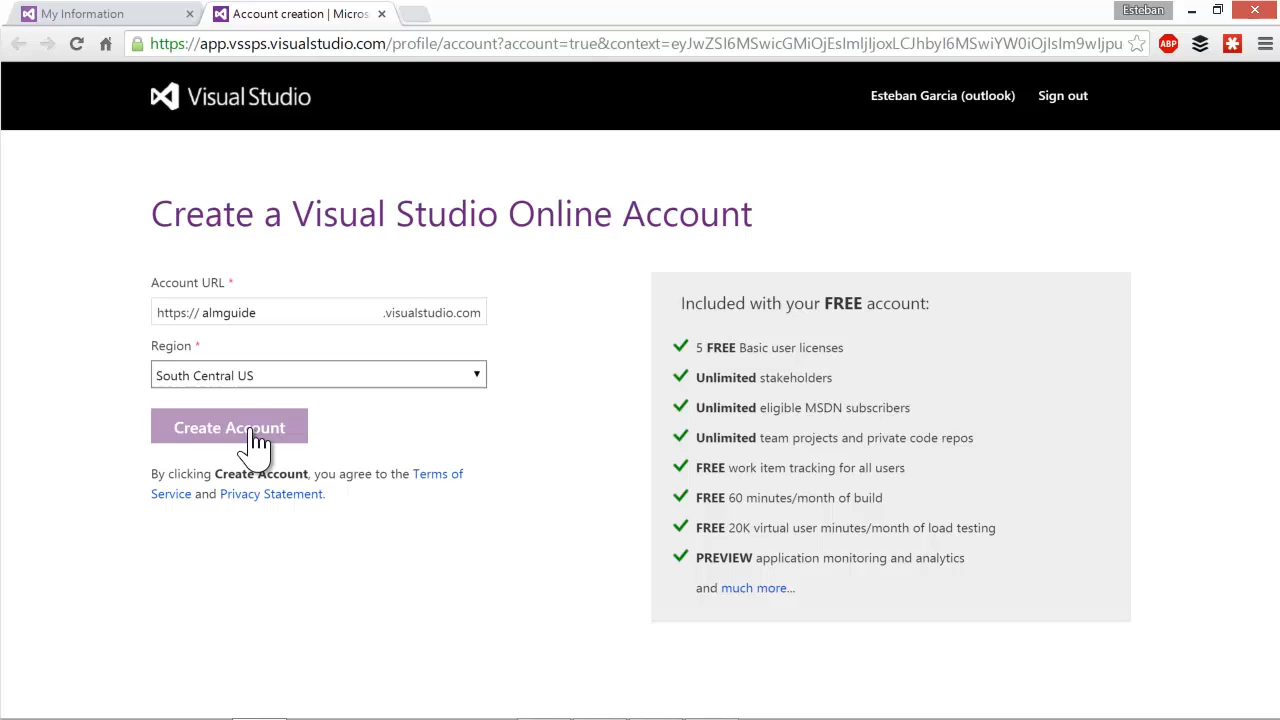 My Information
Account creation | Micros
Esteban
https://app.vssps.visualstudio.com/profile/account?account=true&context=eyJwZSI6MSwicGMiOjEsImljIjoxLCJhbyI6MSwiYW0iOjIsIm9wIjpu
ABP
Visual Studio
Esteban Garcia (outlook)
Sign out
Create a Visual Studio Online Account
Account URL *
https:// almguide .visualstudio.com
Region *
South Central US
Create Account
By clicking Create Account, you agree to the Terms of
Service and Privacy Statement.
Included with your FREE account:
5 FREE Basic user licenses
Unlimited stakeholders
Unlimited eligible MSDN subscribers
Unlimited team projects and private code repos
FREE work item tracking for all users
FREE 60 minutes/month of build
FREE 20K virtual user minutes/month of load testing
PREVIEW application monitoring and analytics
and much more...